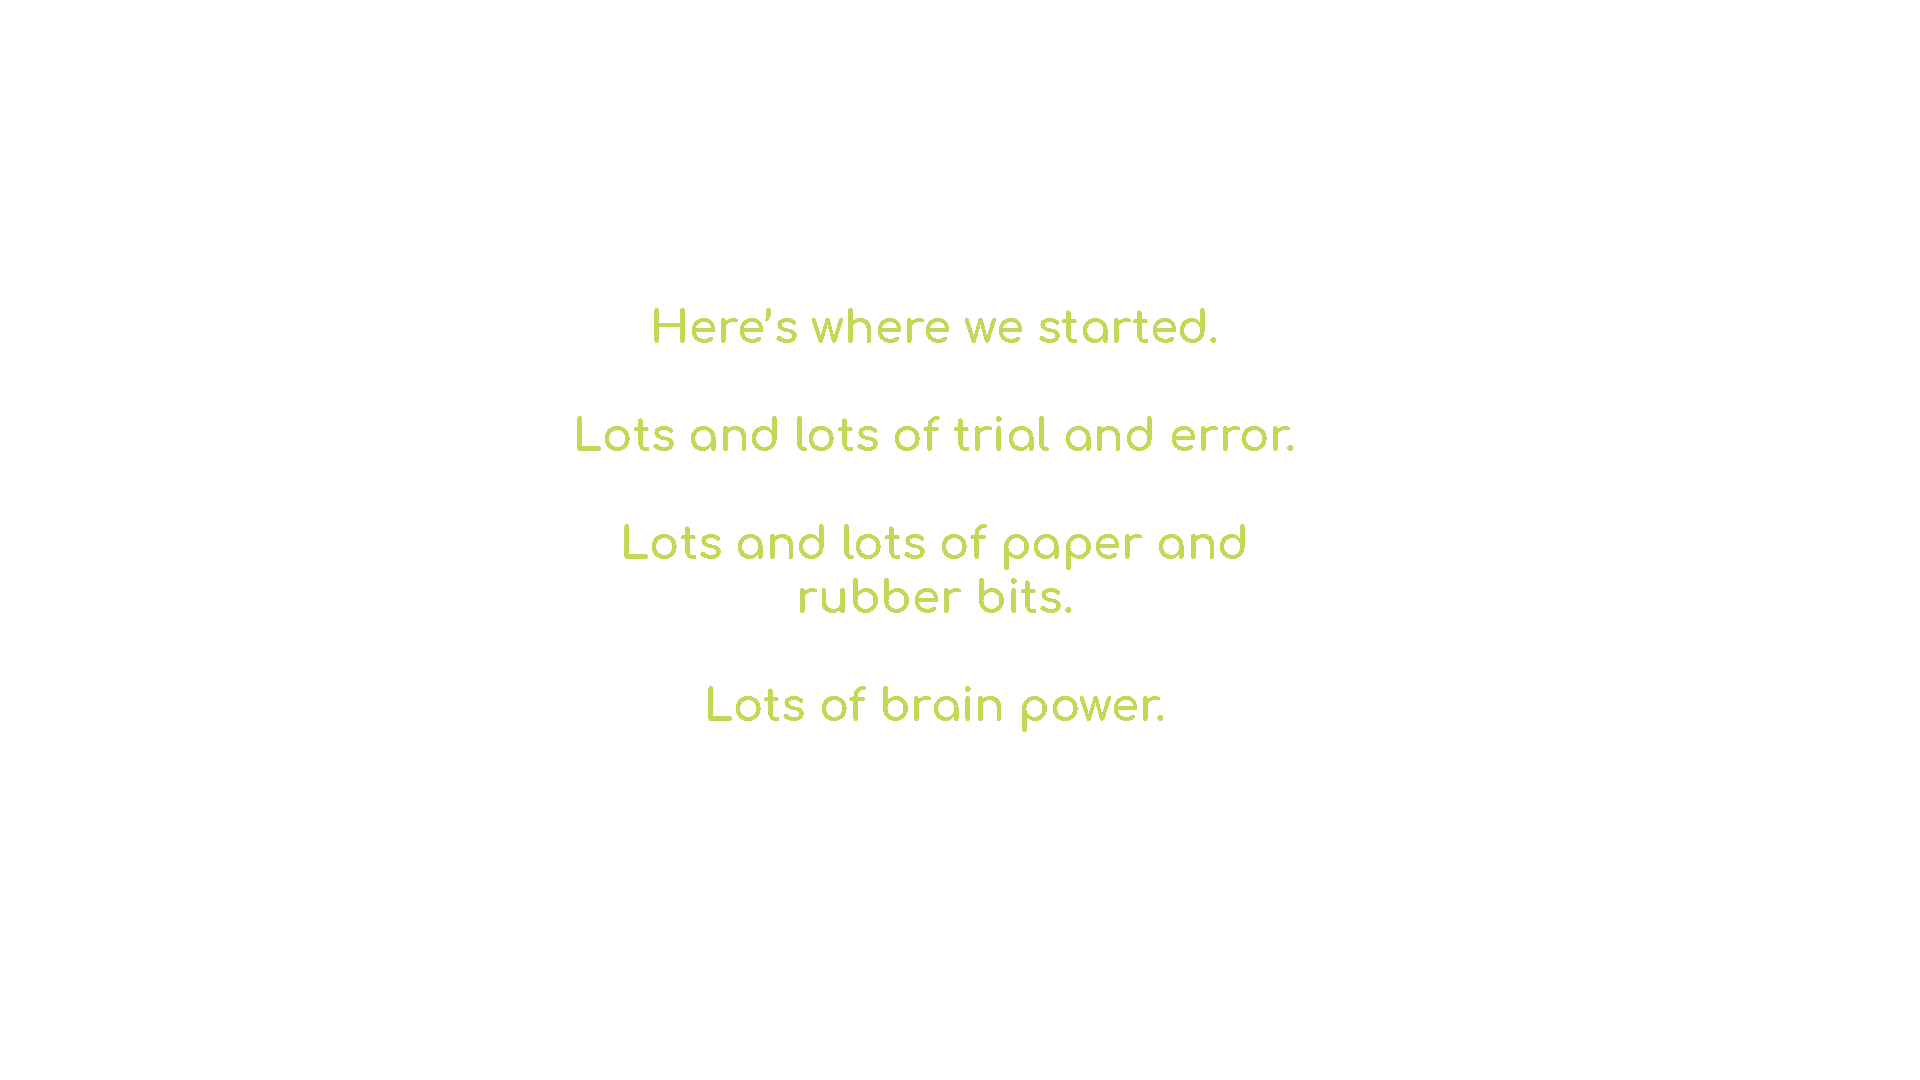 Here’s where we started.
Lots and lots of trial and error.
Lots and lots of paper and
rubber bits.
Lots of brain power.